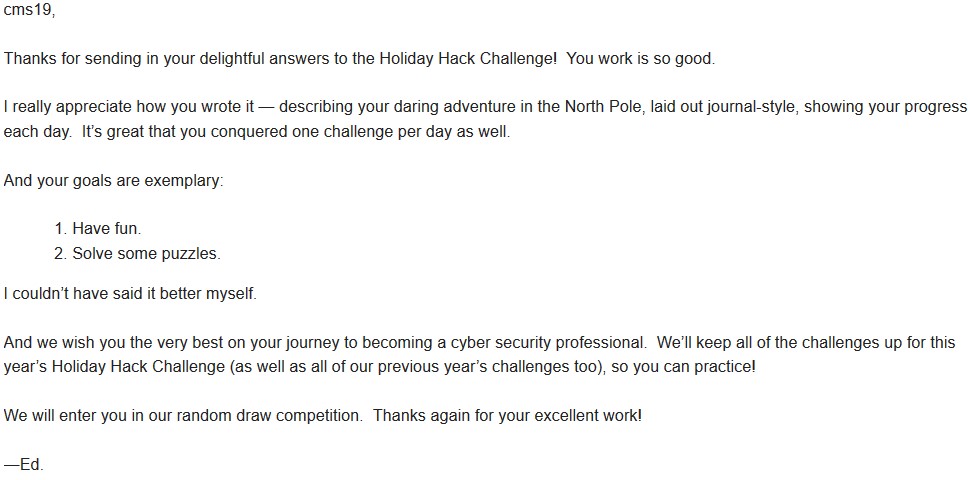 cms19,
Thanks for sending in your delightful answers to the Holiday Hack Challenge!  You work is so good.
I really appreciate how you wrote it — describing your daring adventure in the North Pole, laid out journal-style, showing your progress
each day.  It’s great that you conquered one challenge per day as well.
And your goals are exemplary:
1. Have fun.
2. Solve some puzzles.
I couldn’t have said it better myself.
And we wish you the very best on your journey to becoming a cyber security professional.  We’ll keep all of the challenges up for this
year’s Holiday Hack Challenge (as well as all of our previous year’s challenges too), so you can practice!
We will enter you in our random draw competition.  Thanks again for your excellent work!
—Ed.